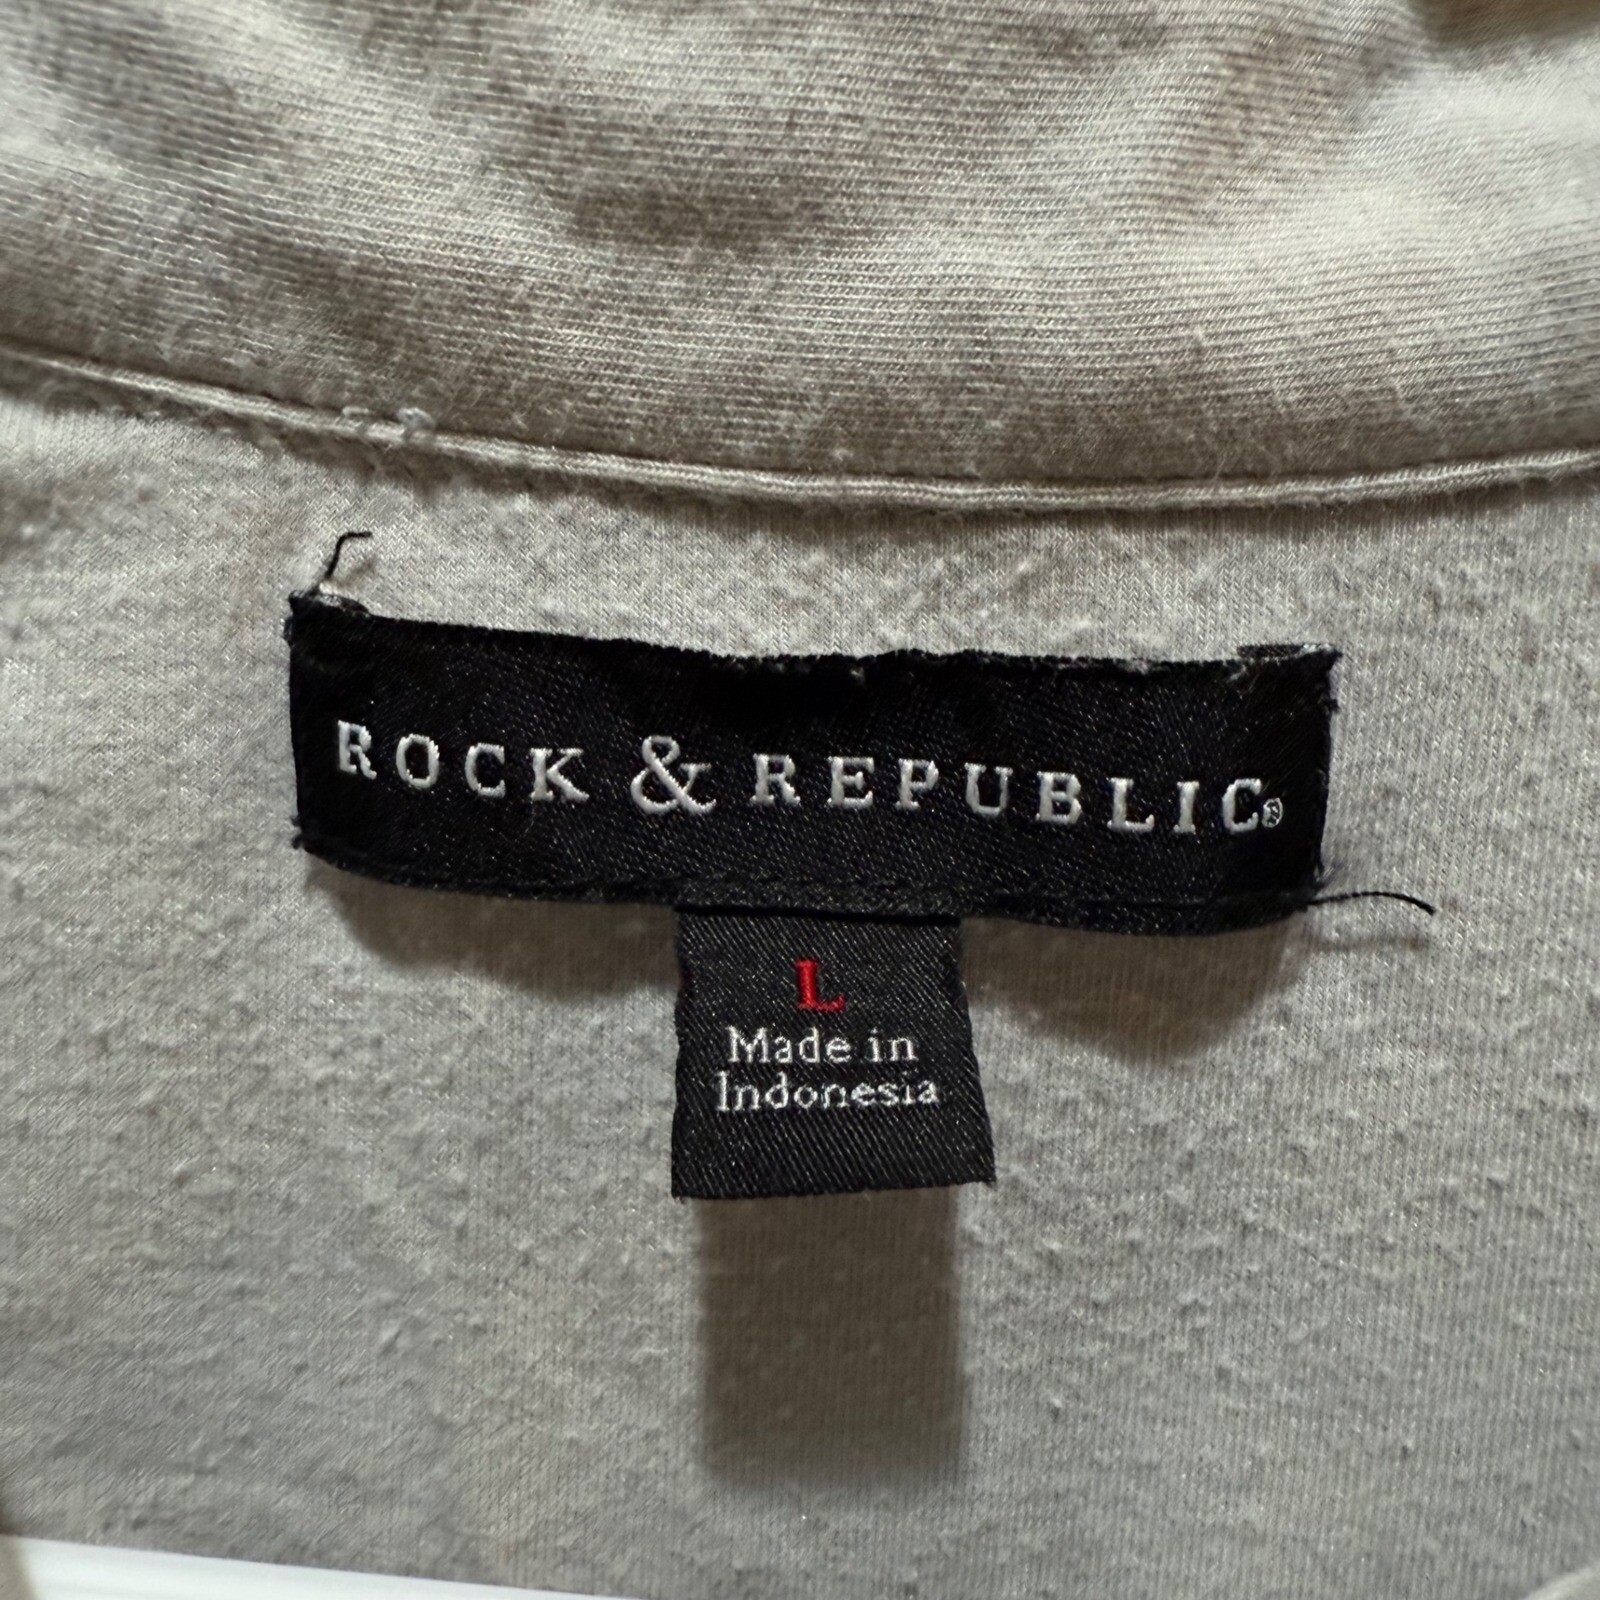 ROCK & REPUBLIC®
L
Made in
Indonesia